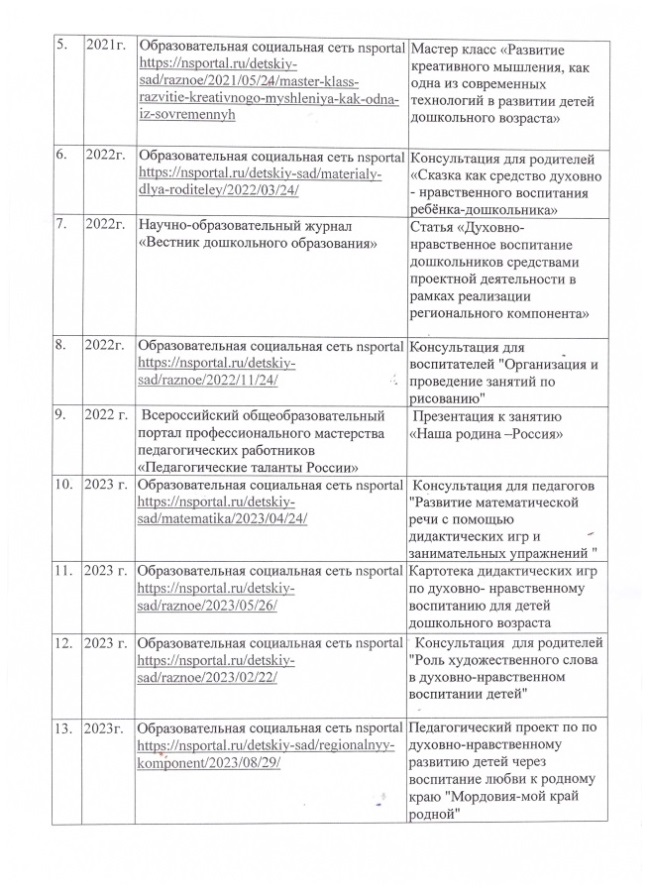 5. 2021г. Образовательная социальная сеть nsportal Мастер класс «Развитие
https://nsportal.ru/detskiy- креативного мышления, как
sad/raznoe/2021/05/24/master-klass- одна из современных
razvitie-kreativnogo-myshleniya-kak-odna- технологий в развитии детей
iz-sovremennyh дошкольного возраста»
6. 2022г. Образовательная социальная сеть nsportal Консультация для родителей
https://nsportal.ru/detskiy-sad/materialy- «Сказка как средство духовно
dlya-roditeley/2022/03/24/ - нравственного воспитания
ребёнка-дошкольника»
7. 2022г. Научно-образовательный журнал Статья «Духовно-
«Вестник дошкольного образования» нравственное воспитание
дошкольников средствами
проектной деятельности в
рамках реализации
регионального компонента»
8. 2022г. Образовательная социальная сеть nsportal Консультация для
https://nsportal.ru/detskiy- воспитателей "Организация и
sad/raznoe/2022/11/24/ проведение занятий по
рисованию"
9. 2022 г. Всероссийский общеобразовательный Презентация к занятию
портал профессионального мастерства «Наша родина –Россия»
педагогических работников
«Педагогические таланты России»
10. 2023 г. Образовательная социальная сеть nsportal Консультация для педагогов
https://nsportal.ru/detskiy- "Развитие математической
sad/matematika/2023/04/24/ речи с помощью
дидактических игр и
занимательных упражнений "
11. 2023 г. Образовательная социальная сеть nsportal Картотека дидактических игр
https://nsportal.ru/detskiy- по духовно- нравственному
sad/raznoe/2023/05/26/ воспитанию для детей
дошкольного возраста
12. 2023 г. Образовательная социальная сеть nsportal Консультация для родителей
https://nsportal.ru/detskiy- "Роль художественного слова
sad/raznoe/2023/02/22/ в духовно-нравственном
воспитании детей"
13. 2023г. Образовательная социальная сеть nsportal Педагогический проект по по
https://nsportal.ru/detskiy-sad/regionalnyy- духовно-нравственному
komponent/2023/08/29/ развитию детей через
воспитание любви к родному
краю "Мордовия-мой край
родной"